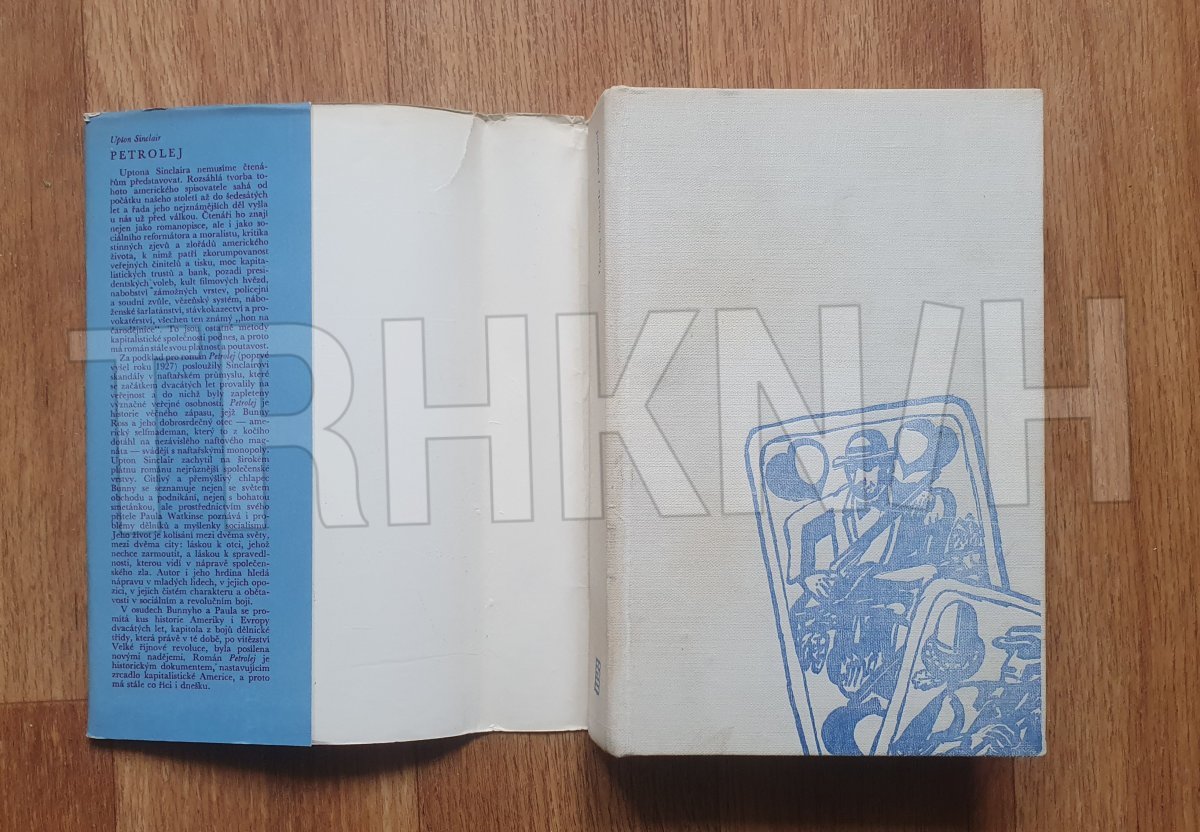 Upton Sinclair
PETROLEJ
Uptona Sinclaira nemusíme čtená-
řům představovat. Rozsáhlá tvorba to-
hoto amerického spisovatele sahá od
počátku našeho století až do šedesátých
let a řada jeho nejznámějších děl vyšla
u nás už před válkou. Čtenáři ho znají
nejen jako romanopisce, ale i jako so-
ciálního reformátora a moralistu, kritika
stinných zjevů a zlořádů amerického
života, k nimž patří zkorumpovanost
veřejných činitelů a tisku, moc kapita-
listických trustů a bank, pozadí presi-
dentských voleb, kult filmových hvězd,
nabobství zámožných vrstev, policejní
a soudní zvůle, vězeňský systém, nábo-
ženské šarlatánství, stávkokazectví a pro-
vokatérství, všechen ten známý „hon na
čarodějnice“. To jsou ostatně metody
kapitalistické společnosti podnes, a proto
má román stále svou platnost a poutavost.
Za podklad pro román Petrolej (poprvé
vyšel roku 1927) posloužily Sinclairovi
skandály v naftařském průmyslu, které
se začátkem dvacátých let provalily na
veřejnost a do nichž byly zapleteny
význačné veřejné osobnosti. Petrolej je
historie věčného zápasu, jejž Bunny
Ross a jeho dobrosrdečný otec — ame-
rický selfmademan, který to z kočího
dotáhl na nezávislého naftového mag-
náta — svádějí s naftařskými monopoly.
Upton Sinclair zachytil na širokém
plátnu románu nejrůznější společenské
vrstvy. Citlivý a přemýšlivý chlapec
Bunny se seznamuje nejen se světem
obchodu a podnikání, nejen s bohatou
smetánkou, ale prostřednictvím svého
přítele Paula Watkinse poznává i pro-
blémy dělníků a myšlenky socialismu.
Jeho život je kolísání mezi dvěma světy,
mezi dvěma city: láskou k otci, jehož
nechce zarmoutit, a láskou k spravedl-
nosti, kterou vidí v nápravě společen-
ského zla. Autor i jeho hrdina hledá
nápravu v mladých lidech, v jejich opo-
zici, v jejich čistém charakteru a oběta-
vosti v sociálním a revolučním boji.
V osudech Bunnyho a Paula se pro-
mítá kus historie Ameriky i Evropy
dvacátých let, kapitola z bojů dělnické
třídy, která právě v té době, po vítězství
Velké říjnové revoluce, byla posílena
novými nadějemi. Román Petrolej je
historickým dokumentem, nastavujícím
zrcadlo kapitalistické Americe, a proto
má stále co říci i dnešku.
TRHKNIH